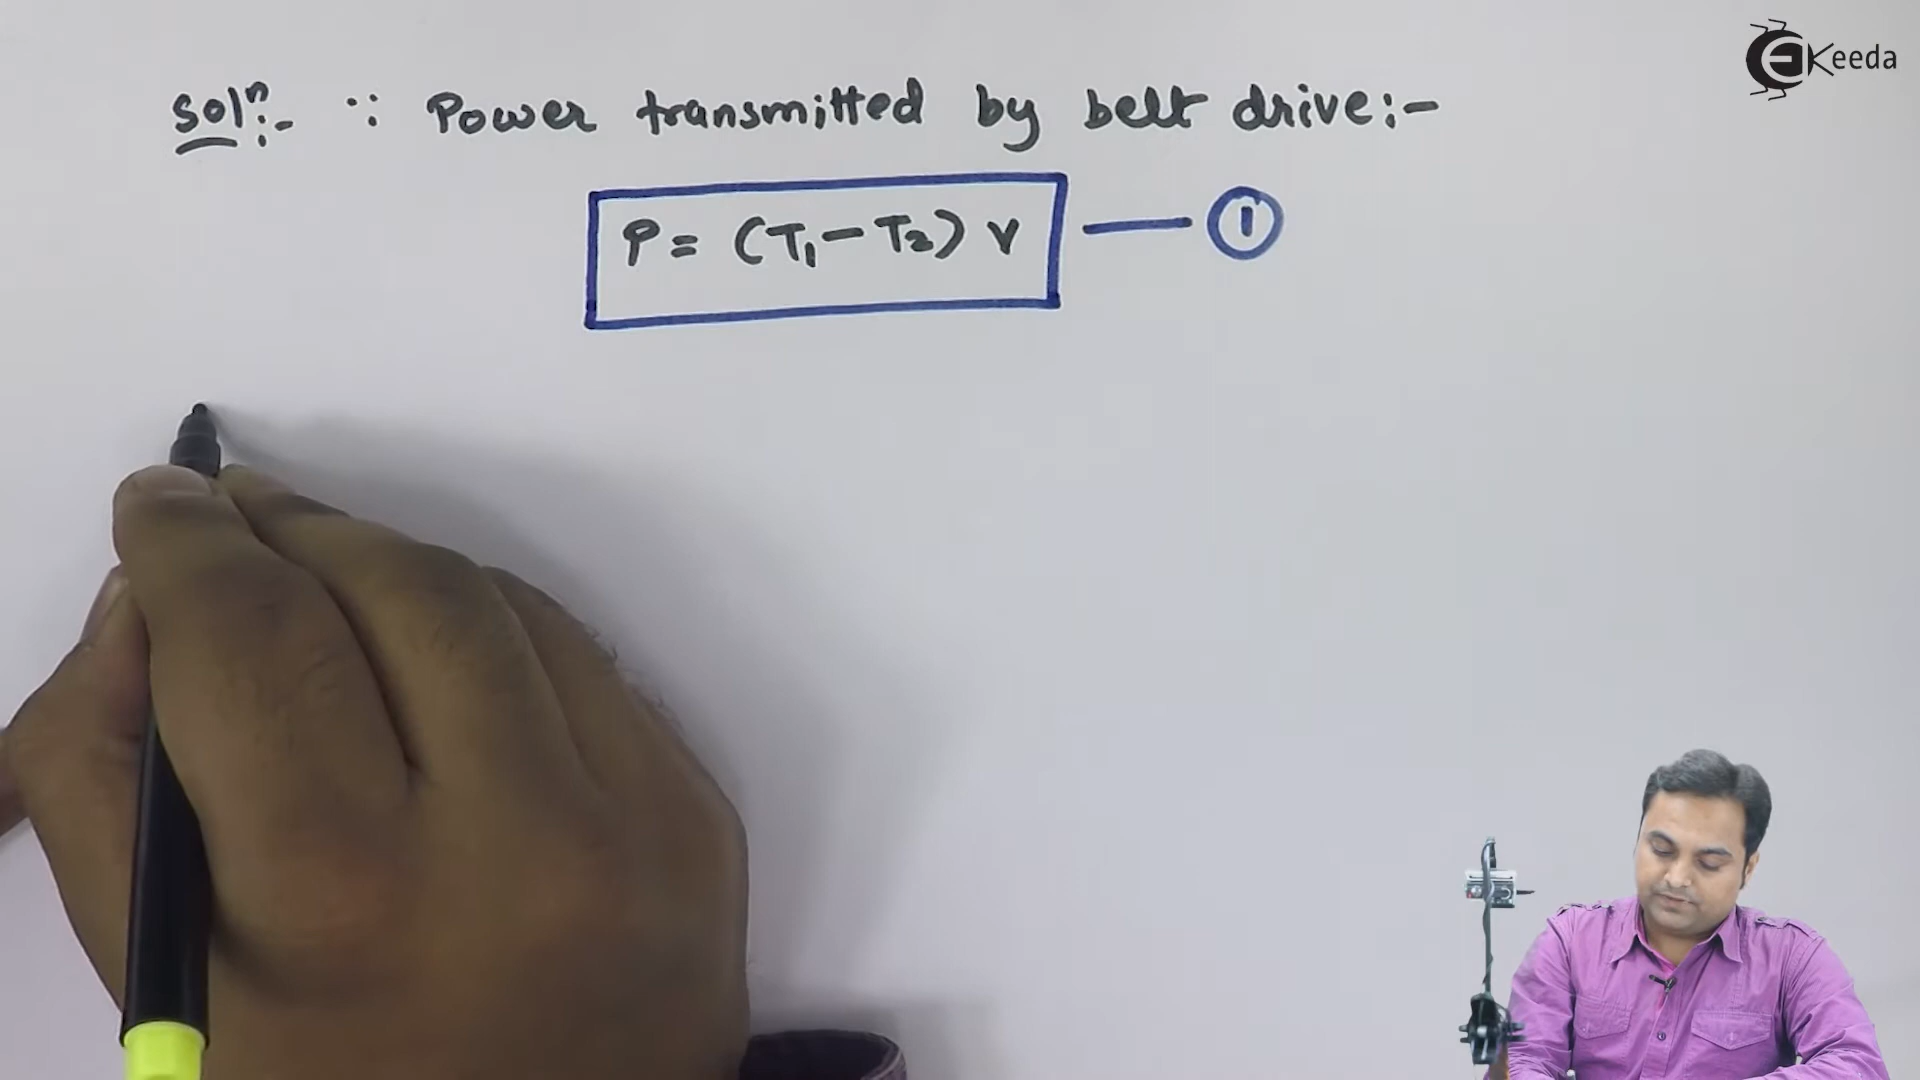 Solⁿ:- ∵ Power transmitted by belt drive:-
P = (T₁ - T₂) v —— ①
EKeeda